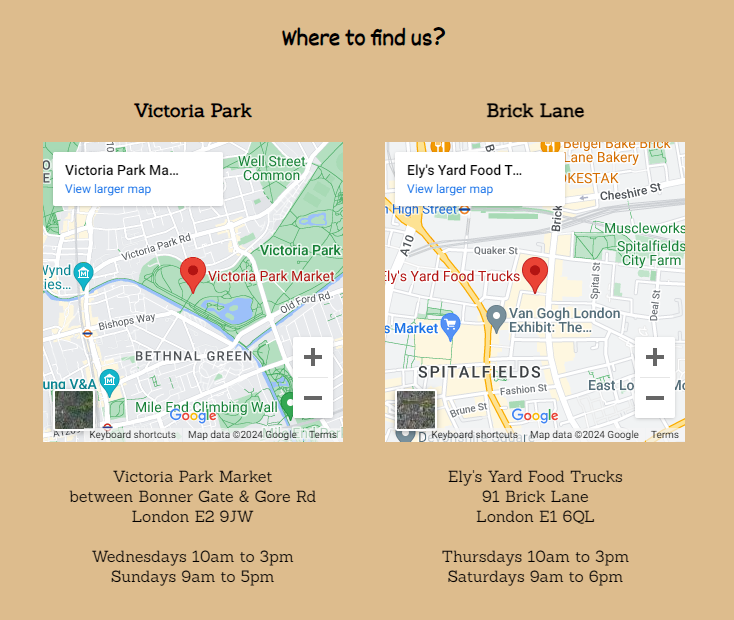 Where to find us?
Victoria Park
Victoria Park Ma...
View larger map
Well Street
Common
Victoria Park Rd
Victoria Park
Victoria Park Market
Old Ford Rd
Bishops Way
BETHNAL GREEN
V&A
Mile End Climbing Wall
Google
Keyboard shortcuts
Map data ©2024 Google
Terms
Victoria Park Market
between Bonner Gate & Gore Rd
London E2 9JW
Wednesdays 10am to 3pm
Sundays 9am to 5pm
Brick Lane
Ely's Yard Food T...
View larger map
Beigel Bake Brick
Lane Bakery
Cheshire St
High Street
Brick
A10
Muscleworks
Spitalfields
City Farm
Quaker St
Ely's Yard Food Trucks
Spital St
Deal St
Van Gogh London
Exhibit: The...
s Market
SPITALFIELDS
Fashion St
East Lo
Mo
Brune St
Google
Keyboard shortcuts
Map data ©2024 Google
Terms
Ely's Yard Food Trucks
91 Brick Lane
London E1 6QL
Thursdays 10am to 3pm
Saturdays 9am to 6pm